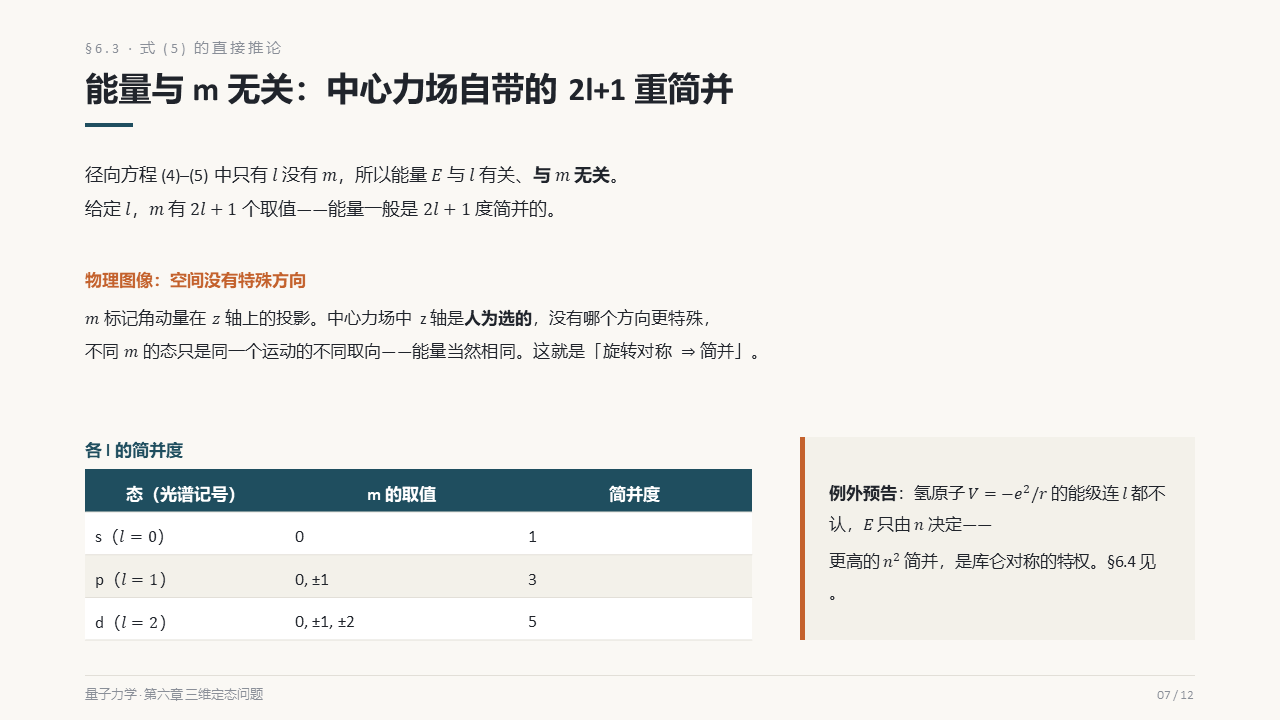 §6.3 · 式 (5) 的直接推论
能量与 m 无关：中心力场自带的 2l+1 重简并
径向方程 (4)–(5) 中只有 l 没有 m，所以能量 E 与 l 有关、与 m 无关。
给定 l，m 有 2l + 1 个取值——能量一般是 2l + 1 度简并的。
物理图像：空间没有特殊方向
m 标记角动量在 z 轴上的投影。中心力场中 z 轴是人为选的，没有哪个方向更特殊，
不同 m 的态只是同一个运动的不同取向——能量当然相同。这就是「旋转对称 ⇒ 简并」。
各 l 的简并度
态（光谱记号） m 的取值 简并度
s（l = 0） 0 1
p（l = 1） 0, ±1 3
d（l = 2） 0, ±1, ±2 5
例外预告：氢原子 V = −e²/r 的能级连 l 都不
认，E 只由 n 决定——
更高的 n² 简并，是库仑对称的特权。§6.4 见
。
量子力学 · 第六章 三维定态问题
07 / 12